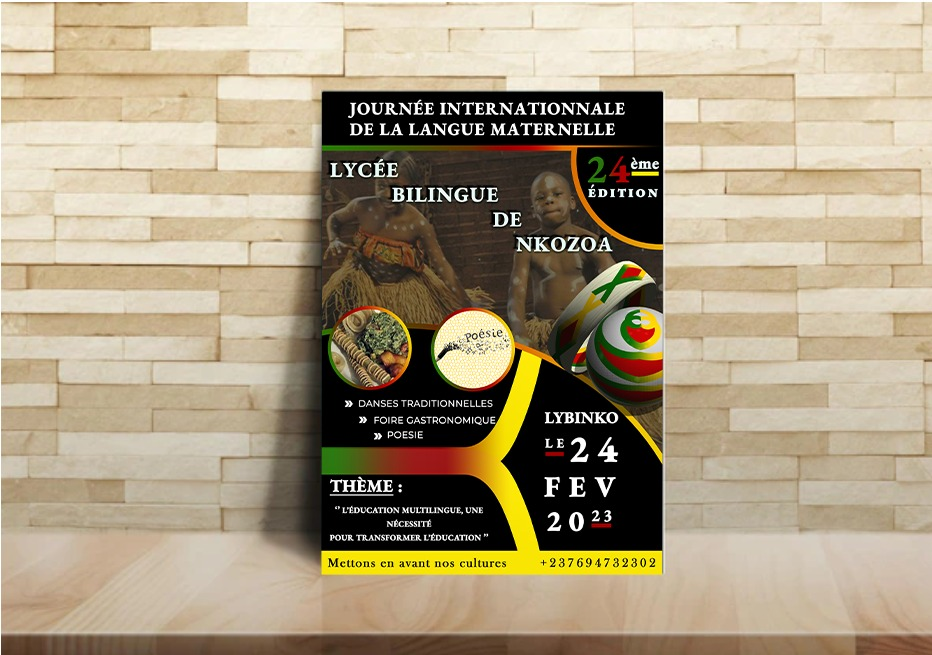 JOURNÉE INTERNATIONNALE
DE LA LANGUE MATERNELLE
LYCÉE
BILINGUE
DE
NKOZOA
24ème
ÉDITION
Poésie
DANSES TRADITIONNELLES
FOIRE GASTRONOMIQUE
POESIE
LYBINKO
LE 24
FEV
2023
THÈME :
‘’ L'ÉDUCATION MULTILINGUE, UNE
NÉCESSITÉ
POUR TRANSFORMER L'ÉDUCATION ’’
Mettons en avant nos cultures
+237694732302